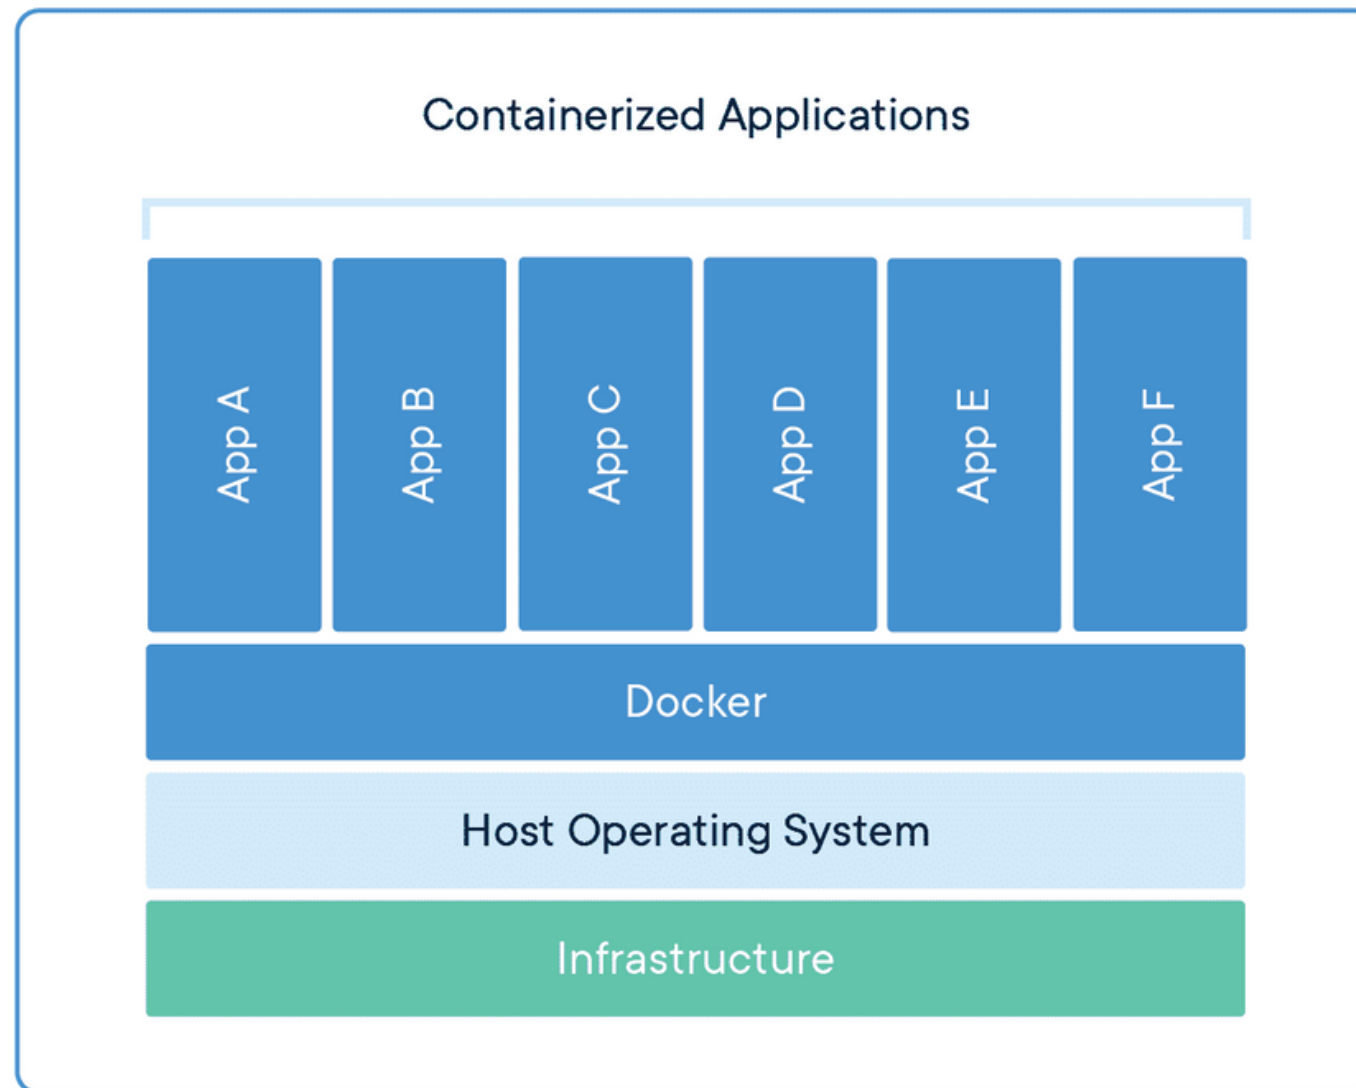 Containerized Applications
App A
App B
App C
App D
App E
App F
Docker
Host Operating System
Infrastructure